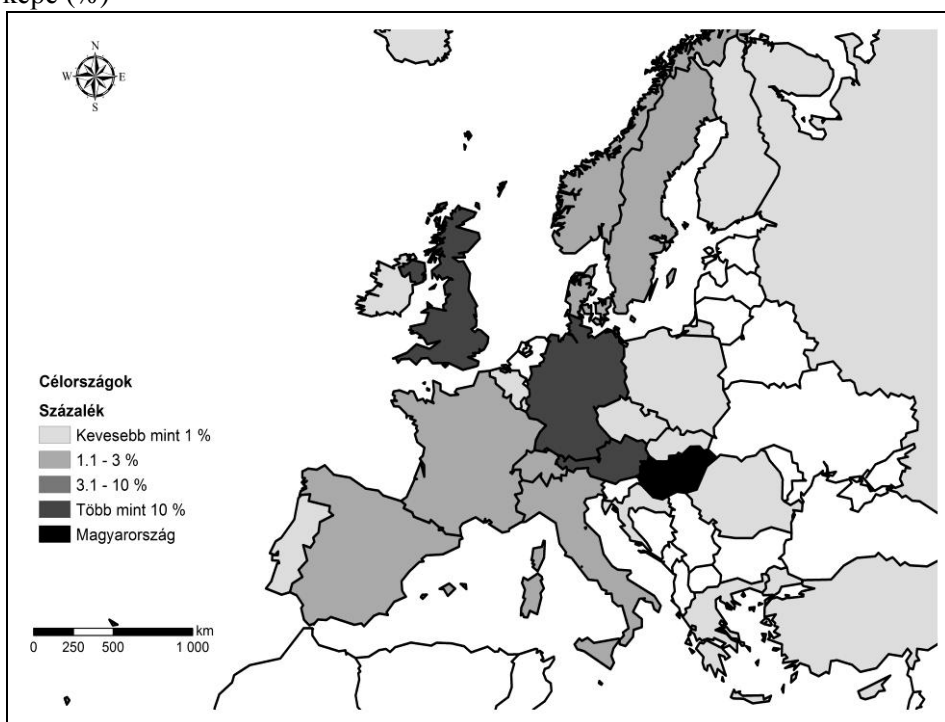 képe (%)
N
W E
S
Célországok
Százalék
Kevesebb mint 1 %
1.1 - 3 %
3.1 - 10 %
Több mint 10 %
Magyarország
km
0 250 500 1 000